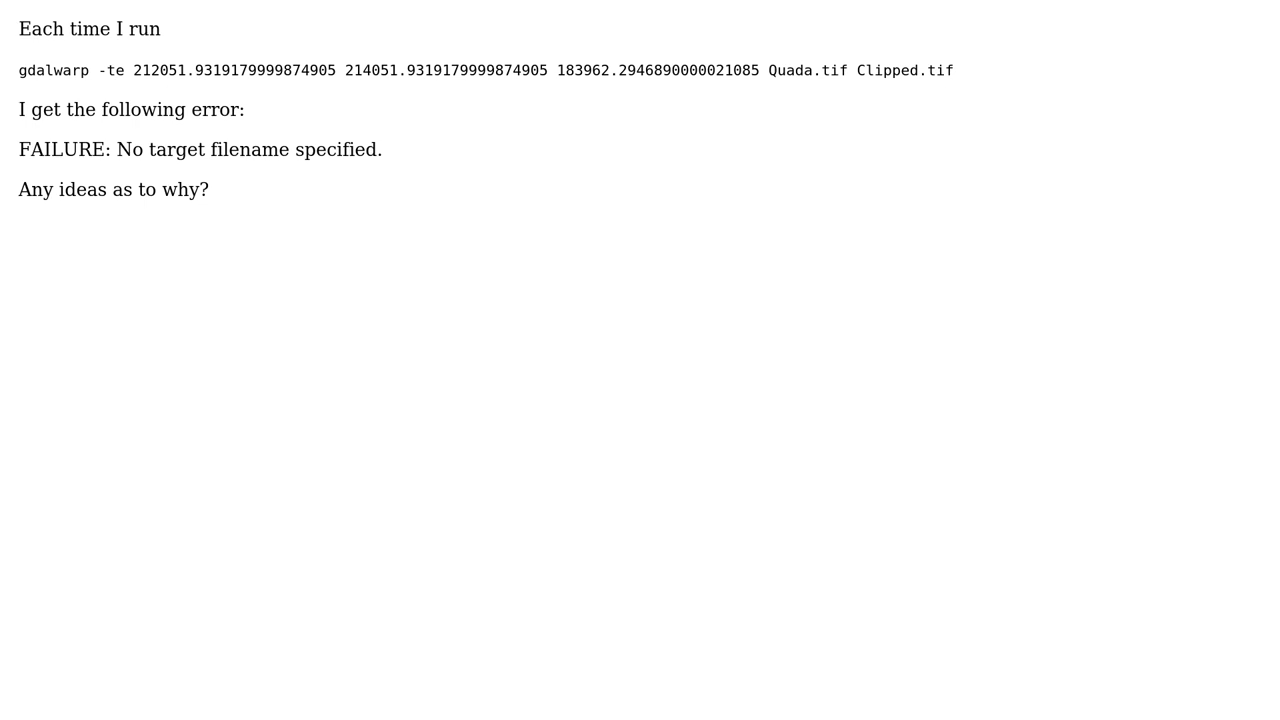 Each time I run
gdalwarp -te 212051.9319179999874905 214051.9319179999874905 183962.2946890000021085 Quada.tif Clipped.tif
I get the following error:
FAILURE: No target filename specified.
Any ideas as to why?